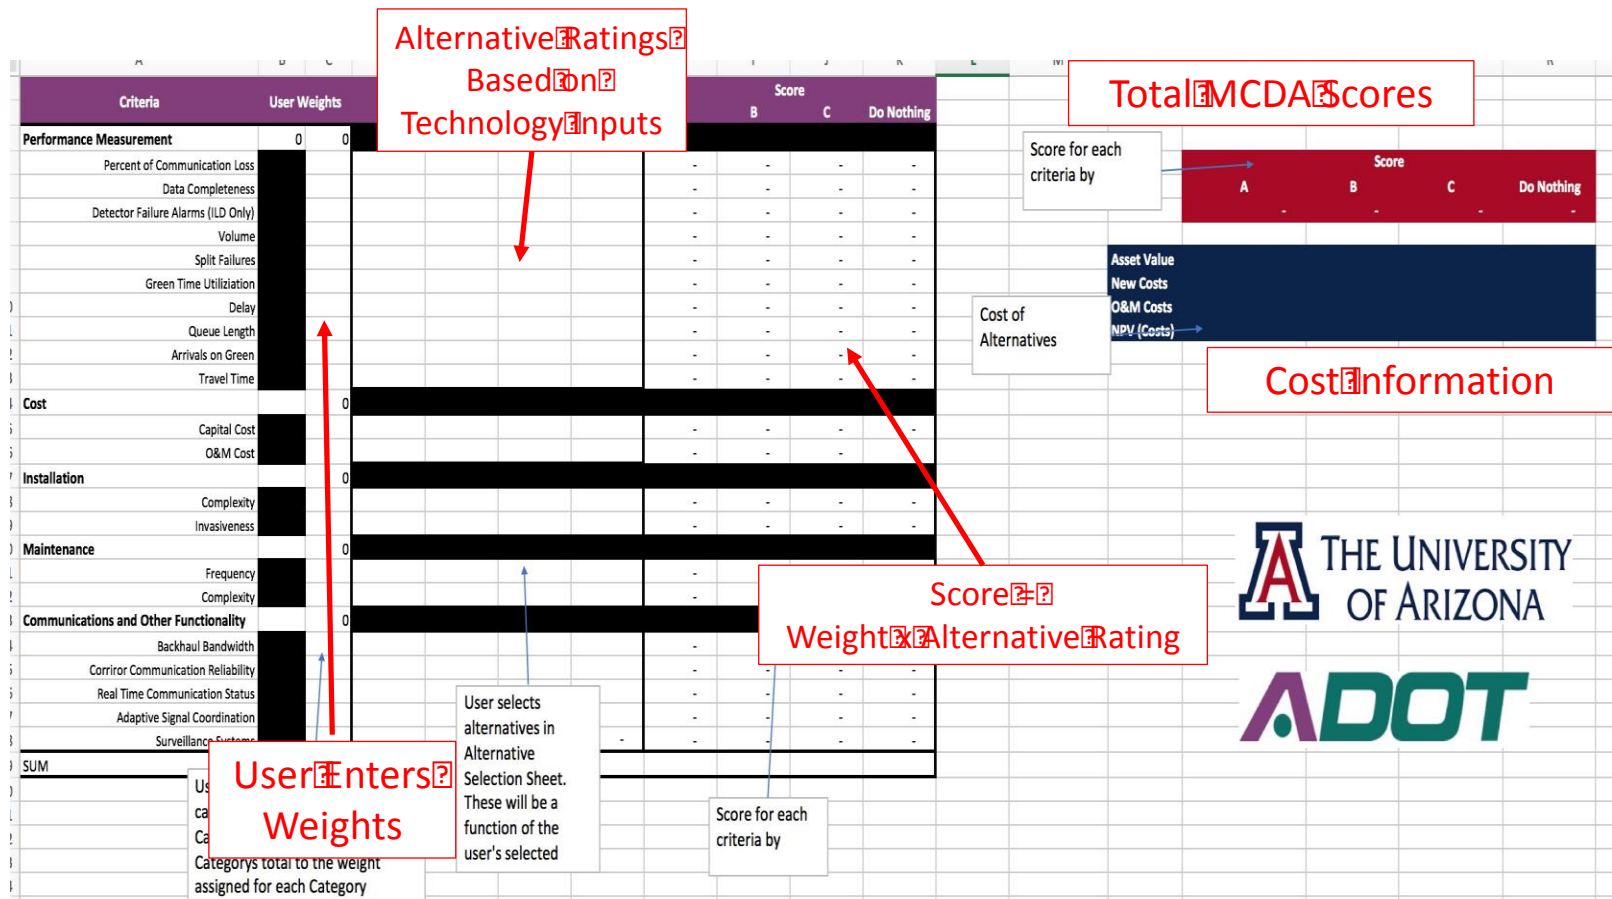 Alternative Ratings
Based on
Technology Inputs
Total MCDA Scores
A B C L M R
Criteria User Weights Score
B C Do Nothing
Performance Measurement 0 0
Percent of Communication Loss - - - -
Data Completeness - - - -
Detector Failure Alarms (ILD Only) - - - -
Volume - - - -
Split Failures - - - -
Green Time Utiliziation - - - -
Delay - - - -
Queue Length - - - -
Arrivals on Green - - - -
Travel Time - - - -
Cost 0
Capital Cost - - - -
O&M Cost - - - -
Installation 0
Complexity - - - -
Invasiveness - - - -
Maintenance 0
Frequency -
Complexity -
Communications and Other Functionality 0
Backhaul Bandwidth -
Corriror Communication Reliability - - - -
Real Time Communication Status - - - -
Adaptive Signal Coordination - - - -
Surveillance Systems - - - - -
SUM
Score for each
criteria by
Score
A B C Do Nothing
- - - -
Asset Value
New Costs
O&M Costs
NPV (Costs)
Cost of
Alternatives
Cost Information
Score =
Weight x Alternative Rating
THE UNIVERSITY
OF ARIZONA
ADOT
User Enters
Weights
Us
ca
Ca
Categorys total to the weight
assigned for each Category
User selects
alternatives in
Alternative
Selection Sheet.
These will be a
function of the
user's selected
Score for each
criteria by